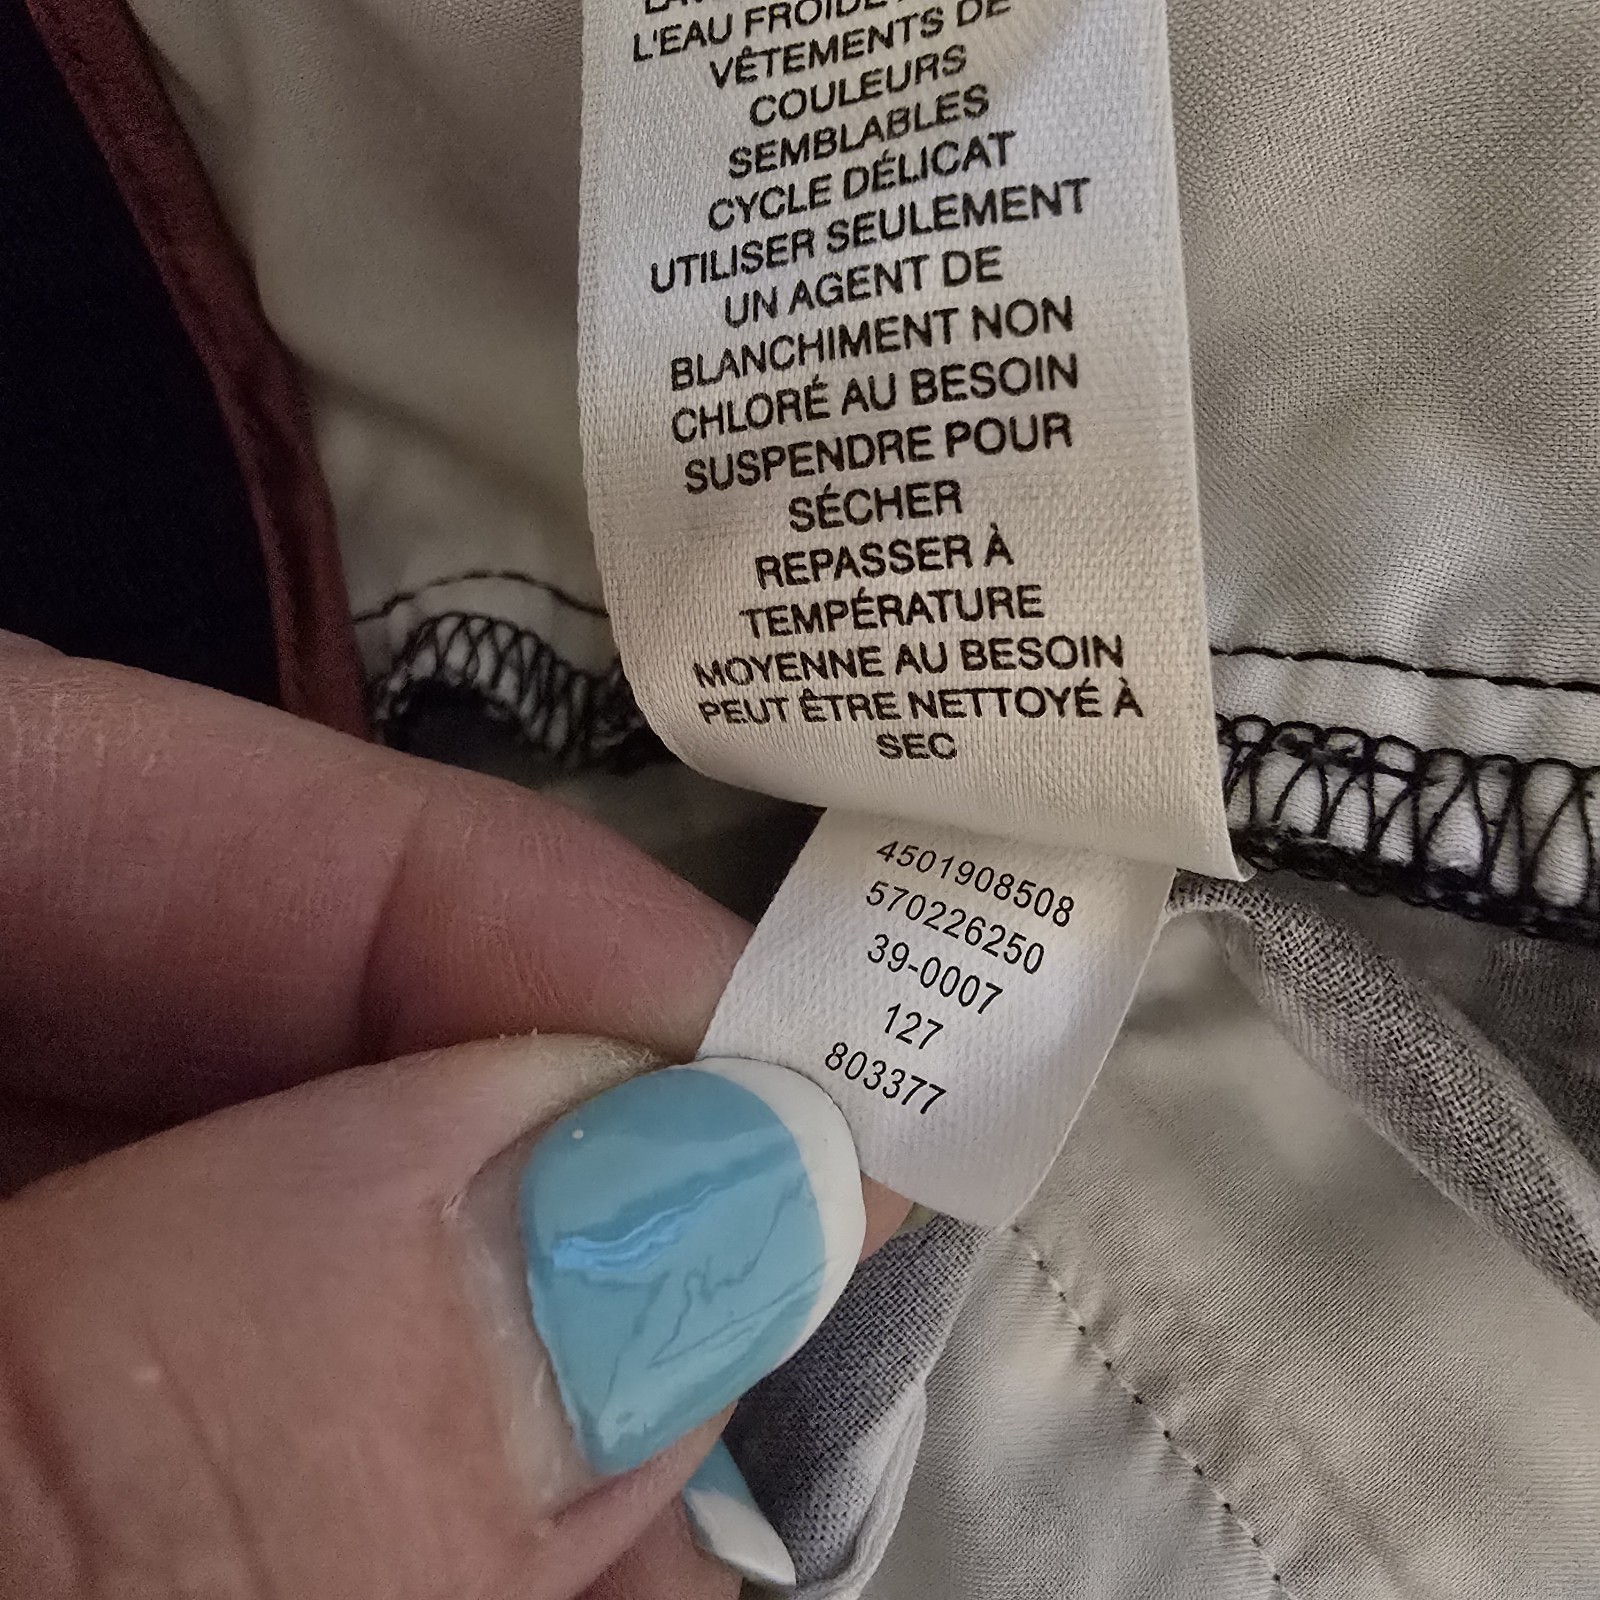 L'EAU FROIDE
VÊTEMENTS DE
COULEURS
SEMBLABLES
CYCLE DÉLICAT
UTILISER SEULEMENT
UN AGENT DE
BLANCHIMENT NON
CHLORÉ AU BESOIN
SUSPENDRE POUR
SÉCHER
REPASSER À
TEMPÉRATURE
MOYENNE AU BESOIN
PEUT ÊTRE NETTOYÉ À
SEC
4501908508
570226250
39-0007
127
803377